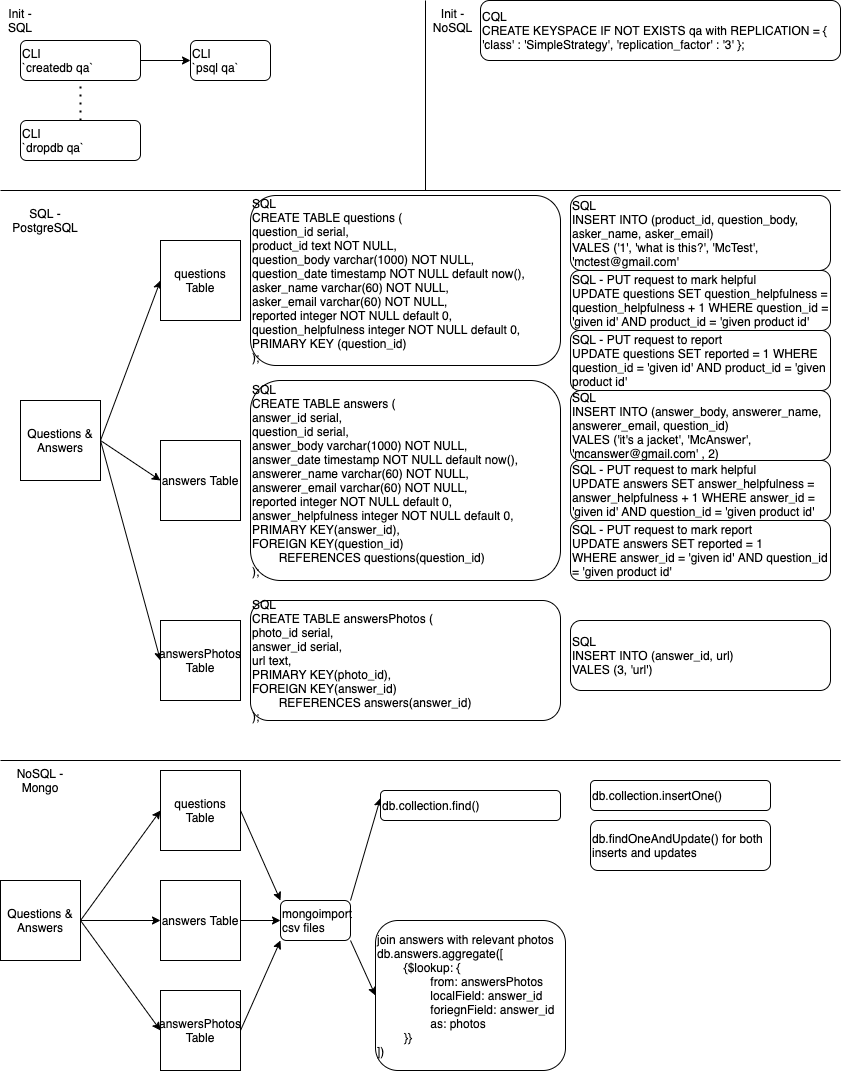 Init -
SQL
CLI
`createdb qa`
CLI
`psql qa`
CLI
`dropdb qa`
Init -
NoSQL
CQL
CREATE KEYSPACE IF NOT EXISTS qa with REPLICATION = {
'class' : 'SimpleStrategy', 'replication_factor' : '3' };
SQL -
PostgreSQL
Questions &
Answers
questions
Table
SQL
CREATE TABLE questions (
question_id serial,
product_id text NOT NULL,
question_body varchar(1000) NOT NULL,
question_date timestamp NOT NULL default now(),
asker_name varchar(60) NOT NULL,
asker_email varchar(60) NOT NULL,
reported integer NOT NULL default 0,
question_helpfulness integer NOT NULL default 0,
PRIMARY KEY (question_id)
);
SQL
INSERT INTO (product_id, question_body,
asker_name, asker_email)
VALES ('1', 'what is this?', 'McTest',
'mctest@gmail.com'
SQL - PUT request to mark helpful
UPDATE questions SET question_helpfulness =
question_helpfulness + 1 WHERE question_id =
'given id' AND product_id = 'given product id'
SQL - PUT request to report
UPDATE questions SET reported = 1 WHERE
question_id = 'given id' AND product_id = 'given
product id'
answers Table
SQL
CREATE TABLE answers (
answer_id serial,
question_id serial,
answer_body varchar(1000) NOT NULL,
answer_date timestamp NOT NULL default now(),
answerer_name varchar(60) NOT NULL,
answerer_email varchar(60) NOT NULL,
reported integer NOT NULL default 0,
answer_helpfulness integer NOT NULL default 0,
PRIMARY KEY(answer_id),
FOREIGN KEY(question_id)
REFERENCES questions(question_id)
);
SQL
INSERT INTO(answer_body, answerer_name,
answerer_email, question_id)
VALES ('it's a jacket', 'McAnswer',
'mcanswer@gmail.com' , 2)
SQL - PUT request to mark helpful
UPDATE answers SET answer_helpfulness =
answer_helpfulness + 1 WHERE answer_id =
'given id' AND question_id = 'given product id'
SQL - PUT request to mark report
UPDATE answers SET reported = 1
WHERE answer_id = 'given id' AND question_id
= 'given product id'
answersPhotos
Table
SQL
CREATE TABLE answersPhotos (
photo_id serial,
answer_id serial,
url text,
PRIMARY KEY(photo_id),
FOREIGN KEY(answer_id)
REFERENCES answers(answer_id)
);
SQL
INSERT INTO (answer_id, url)
VALES (3, 'url')
NoSQL -
Mongo
Questions &
Answers
questions
Table
answers Table
answersPhotos
Table
mongoimport
csv files
db.collection.find()
db.collection.insertOne()
db.findOneAndUpdate() for both
inserts and updates
join answers with relevant photos
db.answers.aggregate([
{$lookup: {
from: answersPhotos
localField: answer_id
foriegnField: answer_id
as: photos
}}
])